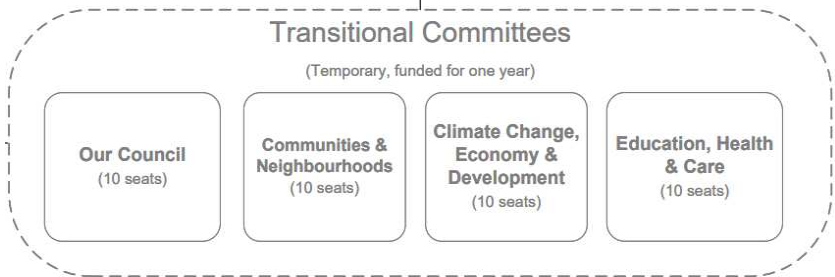 Transitional Committees
(Temporary, funded for one year)
Our Council
(10 seats)
Communities &
Neighbourhoods
(10 seats)
Climate Change,
Economy &
Development
(10 seats)
Education, Health
& Care
(10 seats)